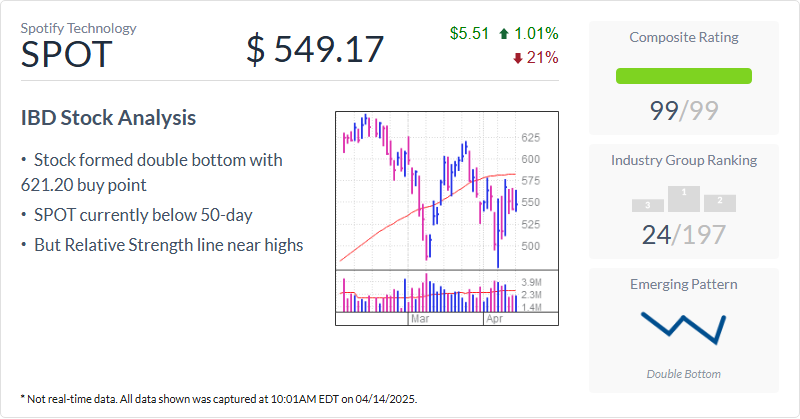 Spotify Technology
SPOT
$ 549.17
$5.51 1.01%
21%
IBD Stock Analysis
• Stock formed double bottom with
621.20 buy point
• SPOT currently below 50-day
• But Relative Strength line near highs
625
600
575
550
525
500
3.9M
2.3M
1.4M
Mar Apr
Composite Rating
99/99
Industry Group Ranking
3 1 2
24/197
Emerging Pattern
Double Bottom
* Not real-time data. All data shown was captured at 10:01AM EDT on 04/14/2025.